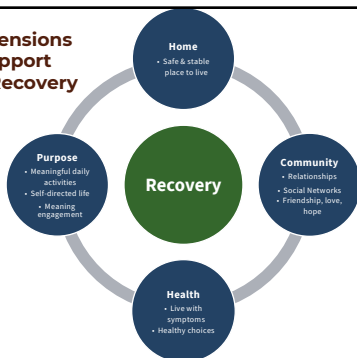 ensions
pport
Recovery
Home
• Safe & stable
place to live
Purpose
• Meaningful daily
activities
• Self-directed life
• Meaning
engagement
Recovery
Community
• Relationships
• Social Networks
• Friendship, love,
hope
Health
• Live with
symptoms
• Healthy choices